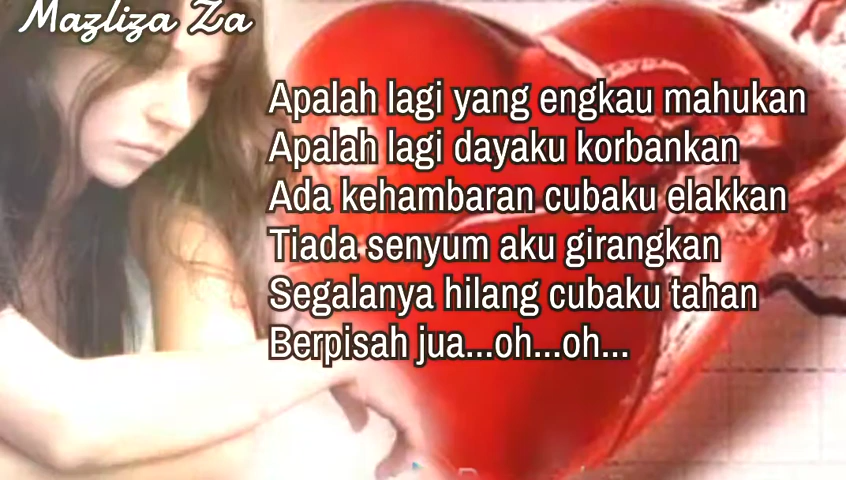 Mazliza Za
Apalah lagi yang engkau mahukan
Apalah lagi dayaku korbankan
Ada kehambaran cubaku elakkan
Tiada senyum aku girangkan
Segalanya hilang cubaku tahan
Berpisah jua...oh...oh...